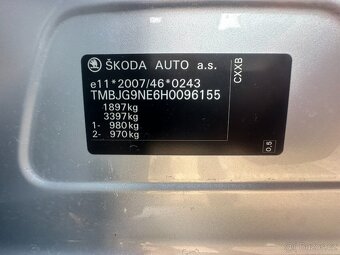 ŠKODA AUTO a.s.
e11*2007/46*0243
TMBJG9NE6H0096155
1897kg
3397kg
1- 980kg
2- 970kg
CXXB
0.5